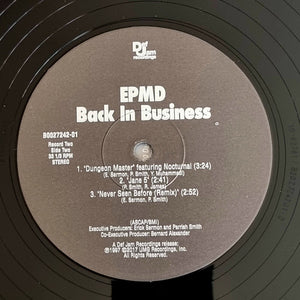 Def Jam
recordings
EPMD
Back In Business
B0027242-01
Record Two
Side Two
33 1/3 RPM
STEREO
1. "Dungeon Master" featuring Nocturnal (3:24)
(E. Sermon, P. Smith, Y. Muhammed)
2. "Jane 5" (2:41)
(P. Smith, R. James)
3. "Never Seen Before (Remix)" (2:52)
(E. Sermon, P. Smith)
(ASCAP/BMI)
Executive Producers: Erick Sermon and Parrish Smith
Co-Executive Producer: Bernard Alexander
A Def Jam Recordings release;
℗1997 ©2017 UMG Recordings, Inc.
All Rights Reserved.